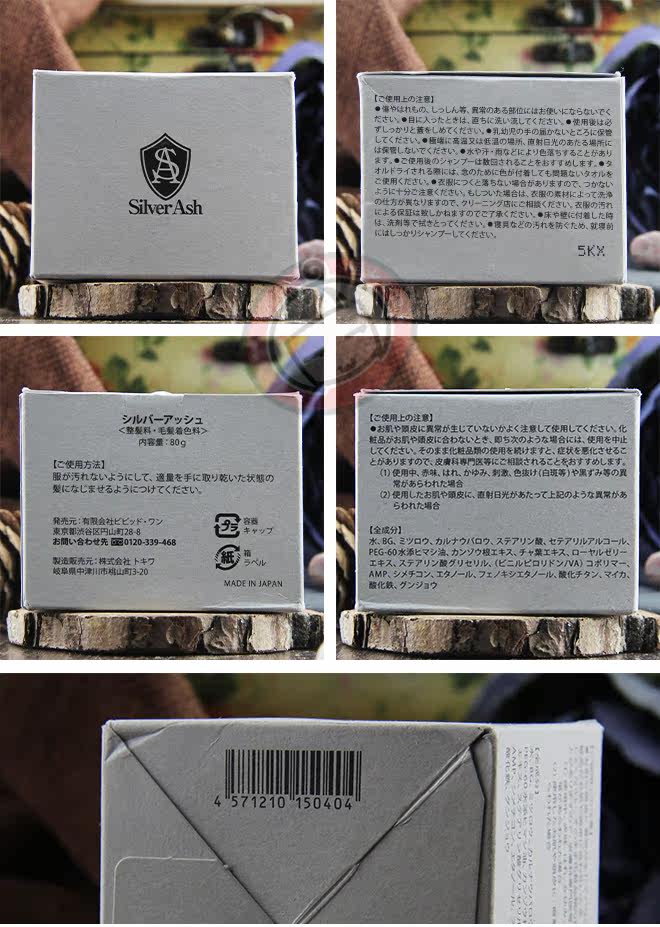 SA
SilverAsh
【ご使用上の注意】
●傷やはれもの、しっしん等、異常のある部位にはお使いにならないでく
ださい。●目に入ったときは、直ちに洗い流してください。●使用後は必
ずしっかりと蓋をしめてください。●乳幼児の手の届かないところに保管
してください。●極端に高温又は低温の場所、直射日光のあたる場所に
は保管しないでください。●水や汗・雨などにより色落ちすることがあり
ます。●ご使用後のシャンプーは数回されることをおすすめします。●タ
オルドライされる際には、念のために色が付着しても問題ないタオルを
ご使用ください。●衣服につくと落ちない場合がありますので、つかない
ように十分ご注意ください。もしついた場合は、衣服の素材によって洗浄
の仕方が異なりますので、クリーニング店にご相談ください。衣服の汚れ
による保証は致しかねますのでご了承ください。●床や壁に付着した時
は、洗剤等で拭きとってください。●寝具などの汚れを防ぐため、就寝前
にはしっかりシャンプーしてください。
5KX
シルバーアッシュ
<整髪料・毛髪着色料>
内容量:80g
【ご使用方法】
服が汚れないようにして、適量を手に取り乾いた状態の
髪になじませるようにつけてください。
発売元:有限会社ビビッド・ワン
東京都渋谷区円山町28-8
お問い合わせ先 0120-339-468
製造販売元:株式会社 トキワ
岐阜県中津川市桃山町3-20
プラ
容器
キャップ
紙
箱
ラベル
MADE IN JAPAN
【ご使用上の注意】
●お肌や頭皮に異常が生じていないかよく注意して使用してください。化
粧品がお肌や頭皮に合わないとき、即ち次のような場合には、使用を中止
してください。そのまま化粧品類の使用を続けますと、症状を悪化させるこ
とがありますので、皮膚科専門医等にご相談されることをおすすめします。
(1) 使用中、赤味、はれ、かゆみ、刺激、色抜け(白斑等)や黒ずみ等の異
常があらわれた場合
(2) 使用したお肌や頭皮に、直射日光があたって上記のような異常があ
らわれた場合
【全成分】
水、BG、ミツロウ、カルナウバロウ、ステアリン酸、セテアリルアルコール、
PEG-60水添ヒマシ油、カンゾウ根エキス、チャ葉エキス、ローヤルゼリー
エキス、ステアリン酸グリセリル、(ビニルピロリドン/VA) コポリマー、
AMP、シメチコン、エタノール、フェノキシエタノール、酸化チタン、マイカ、
酸化鉄、グンジョウ
4 571210 150404